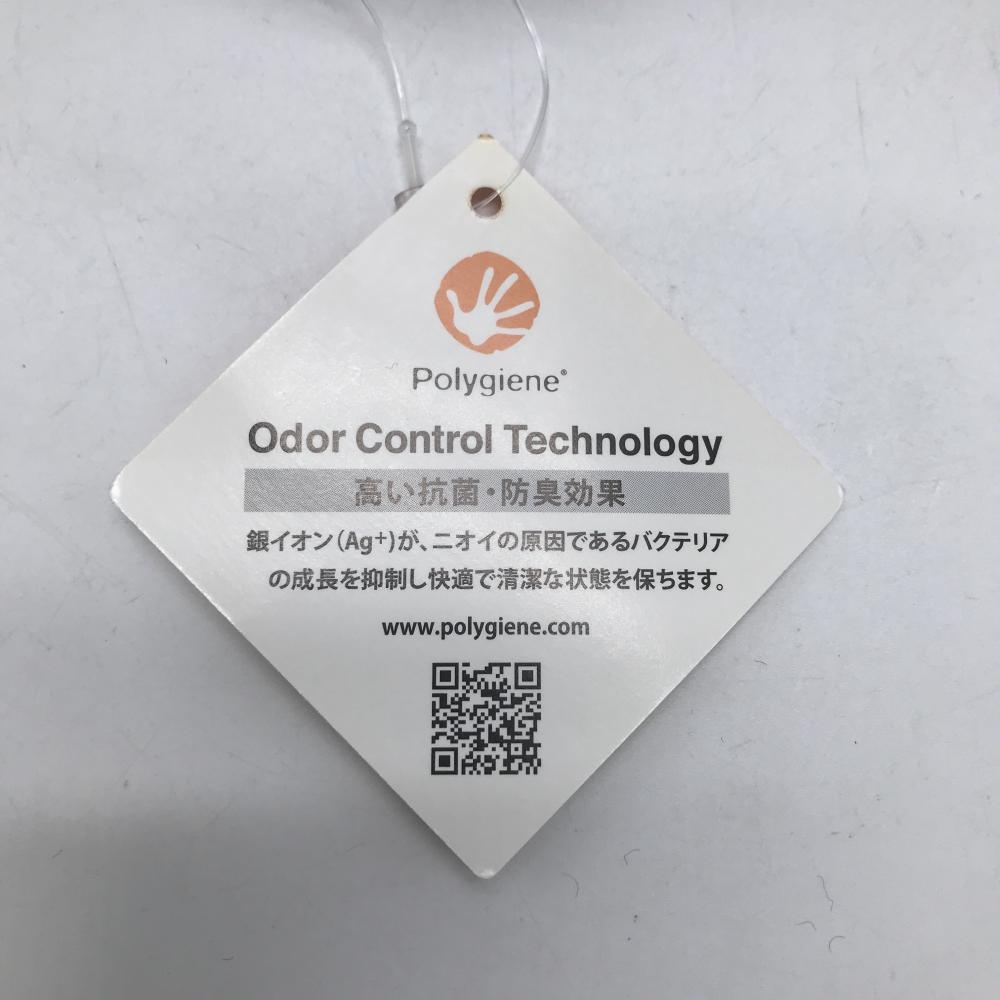 Polygiene®
Odor Control Technology
高い抗菌・防臭効果
銀イオン（Ag⁺）が、ニオイの原因であるバクテリア
の成長を抑制し快適で清潔な状態を保ちます。
www.polygiene.com